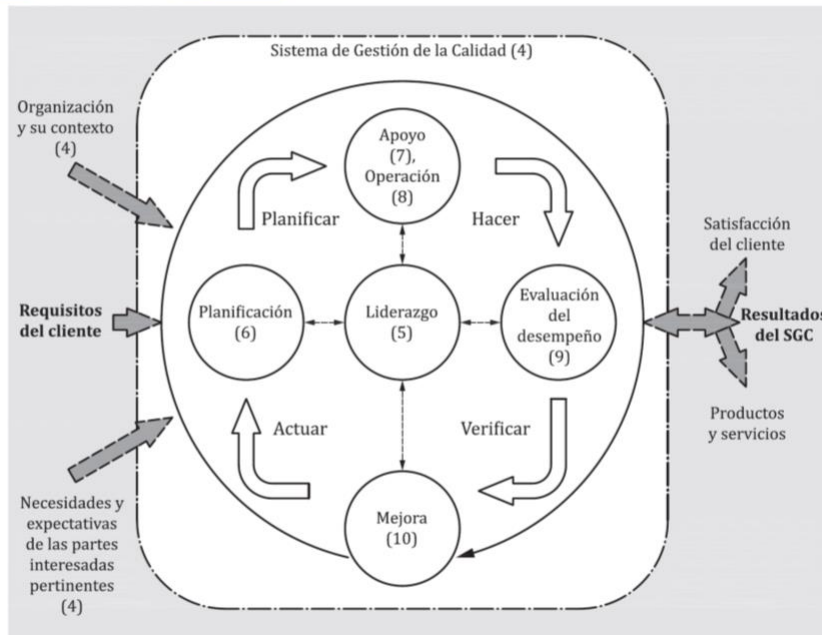 Sistema de Gestión de la Calidad (4)
Organización
y su contexto
(4)
Apoyo
(7),
Operación
(8)
Planificar
Hacer
Satisfacción
del cliente
Requisitos
del cliente
Planificación
(6)
Liderazgo
(5)
Evaluación
del
desempeño
(9)
Resultados
del SGC
Actuar
Verificar
Productos
y servicios
Necesidades y
expectativas
de las partes
interesadas
pertinentes
(4)
Mejora
(10)